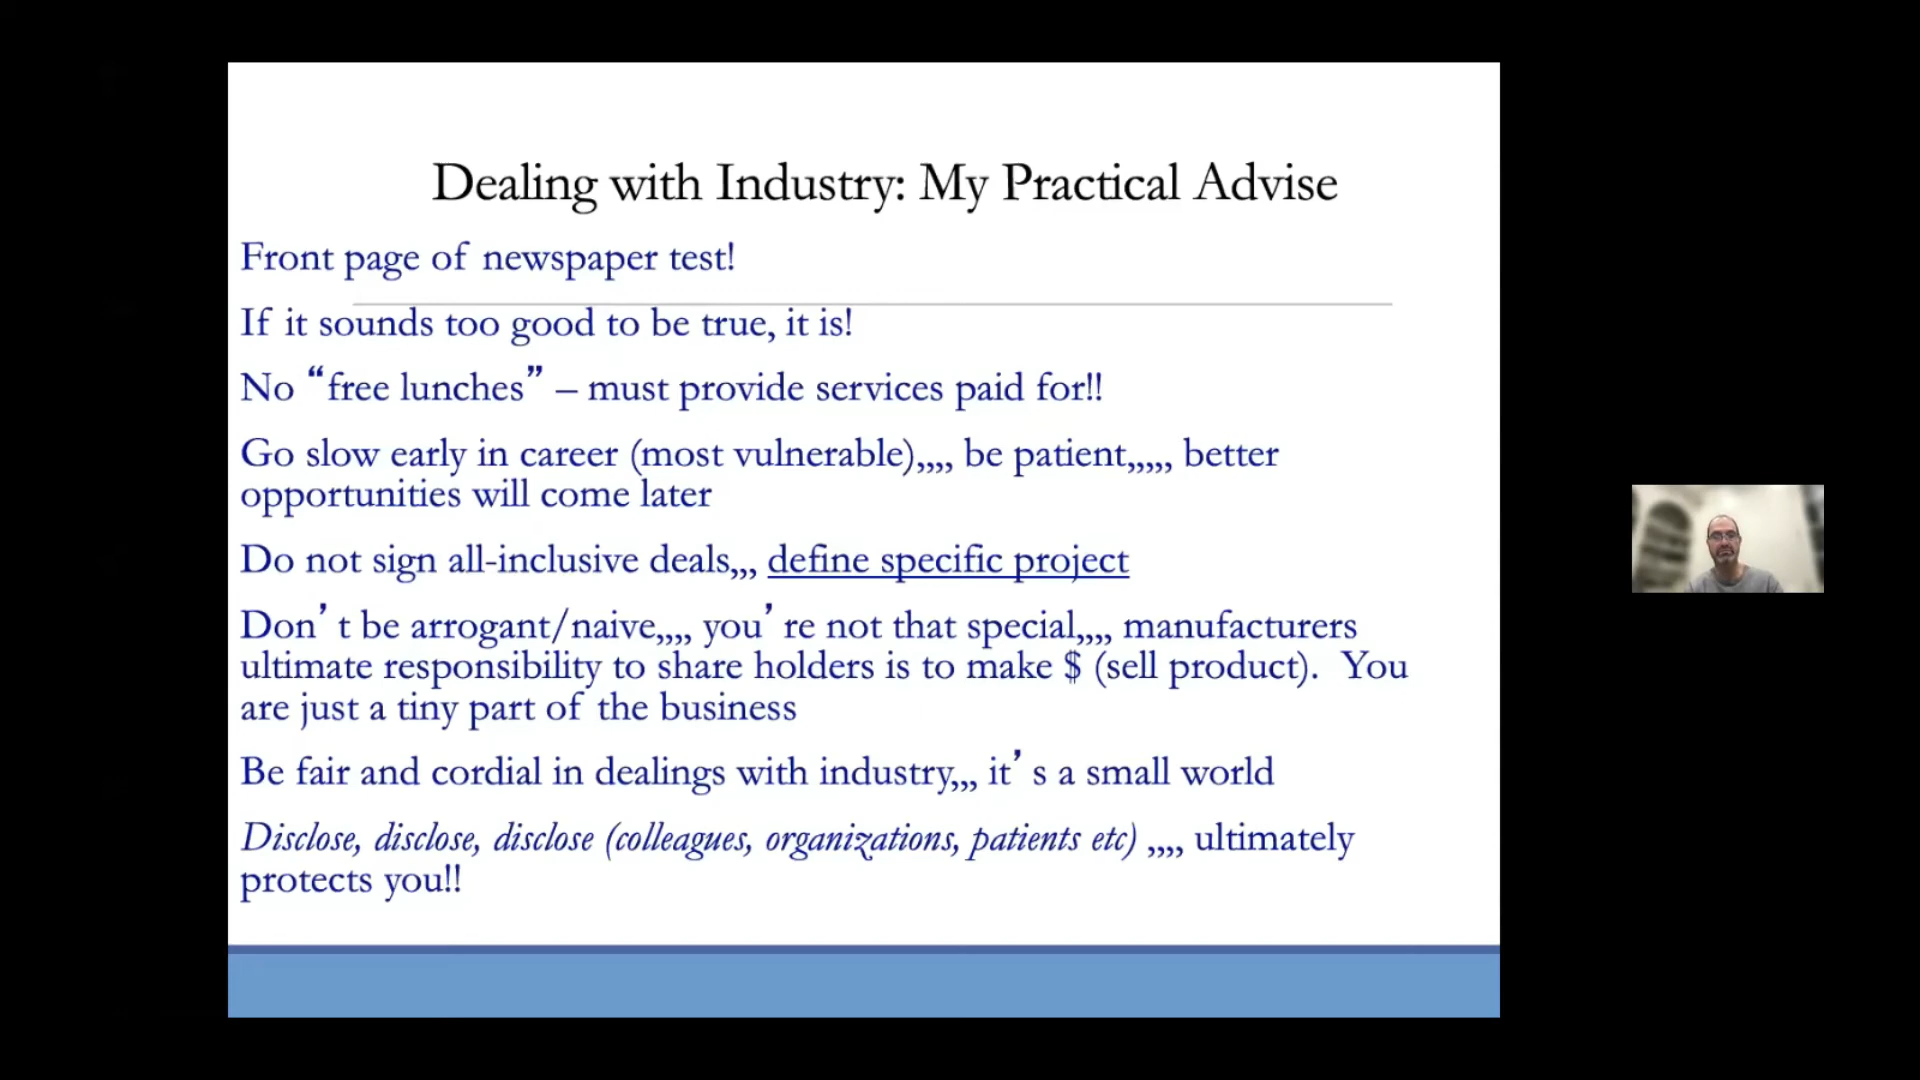 Dealing with Industry: My Practical Advise
Front page of newspaper test!
If it sounds too good to be true, it is!
No “free lunches” – must provide services paid for!!
Go slow early in career (most vulnerable),,,, be patient,,,,, better
opportunities will come later
Do not sign all-inclusive deals,,, define specific project
Don’t be arrogant/naive,,,, you’re not that special,,,, manufacturers
ultimate responsibility to share holders is to make $ (sell product).  You
are just a tiny part of the business
Be fair and cordial in dealings with industry,,, it’s a small world
Disclose, disclose, disclose (colleagues, organizations, patients etc) ,,,, ultimately
protects you!!